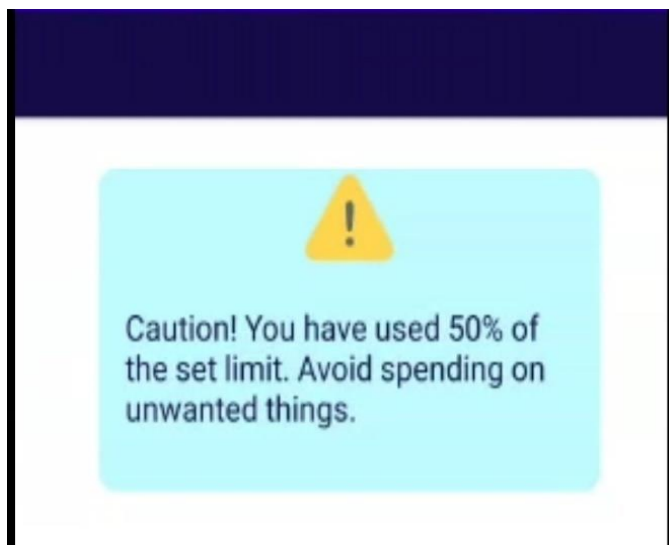 Caution! You have used 50% of
the set limit. Avoid spending on
unwanted things.